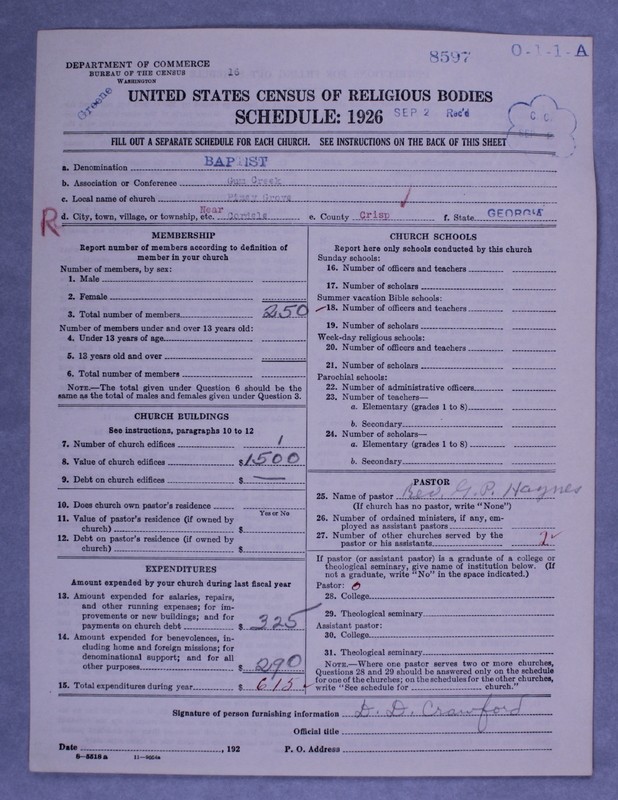 8597
O-1-1-A
DEPARTMENT OF COMMERCE
BUREAU OF THE CENSUS
WASHINGTON
16
Greene
UNITED STATES CENSUS OF RELIGIOUS BODIES
SCHEDULE: 1926
SEP 2 Rec'd
C. C.
FILL OUT A SEPARATE SCHEDULE FOR EACH CHURCH. SEE INSTRUCTIONS ON THE BACK OF THIS SHEET
a. Denomination BAPTIST
b. Association or Conference Gum Creek
c. Local name of church Piney Grove
R d. City, town, village, or township, etc. Near Cordele e. County Crisp f. State GEORGIA
MEMBERSHIP
Report number of members according to definition of
member in your church
Number of members, by sex:
1. Male
2. Female
3. Total number of members 250
Number of members under and over 13 years old:
4. Under 13 years of age
5. 13 years old and over
6. Total number of members
NOTE.—The total given under Question 6 should be the
same as the total of males and females given under Question 3.
CHURCH BUILDINGS
See instructions, paragraphs 10 to 12
7. Number of church edifices 1
8. Value of church edifices $1500
9. Debt on church edifices $ —
10. Does church own pastor's residence
Yes or No
11. Value of pastor's residence (if owned by
church) $
12. Debt on pastor's residence (if owned by
church) $
EXPENDITURES
Amount expended by your church during last fiscal year
13. Amount expended for salaries, repairs,
and other running expenses; for im-
provements or new buildings; and for
payments on church debt $ 325
14. Amount expended for benevolences, in-
cluding home and foreign missions; for
denominational support; and for all
other purposes $ 290
15. Total expenditures during year $ 615
CHURCH SCHOOLS
Report here only schools conducted by this church
Sunday schools:
16. Number of officers and teachers
17. Number of scholars
Summer vacation Bible schools:
18. Number of officers and teachers
19. Number of scholars
Week-day religious schools:
20. Number of officers and teachers
21. Number of scholars
Parochial schools:
22. Number of administrative officers
23. Number of teachers—
a. Elementary (grades 1 to 8)
b. Secondary
24. Number of scholars—
a. Elementary (grades 1 to 8)
b. Secondary
PASTOR
25. Name of pastor Rev. G. P. Haynes
(If church has no pastor, write "None")
26. Number of ordained ministers, if any, em-
ployed as assistant pastors
27. Number of other churches served by the
pastor or his assistants
If pastor (or assistant pastor) is a graduate of a college or
theological seminary, give name of institution below. (If
not a graduate, write "No" in the space indicated.)
Pastor: 0
28. College
29. Theological seminary
Assistant pastor:
30. College
31. Theological seminary
NOTE.—Where one pastor serves two or more churches,
Questions 28 and 29 should be answered only on the schedule
for one of the churches; on the schedules for the other churches,
write "See schedule for church."
Signature of person furnishing information D. D. Crawford
Official title
Date , 192 P. O. Address
8—5518a 11—9654a